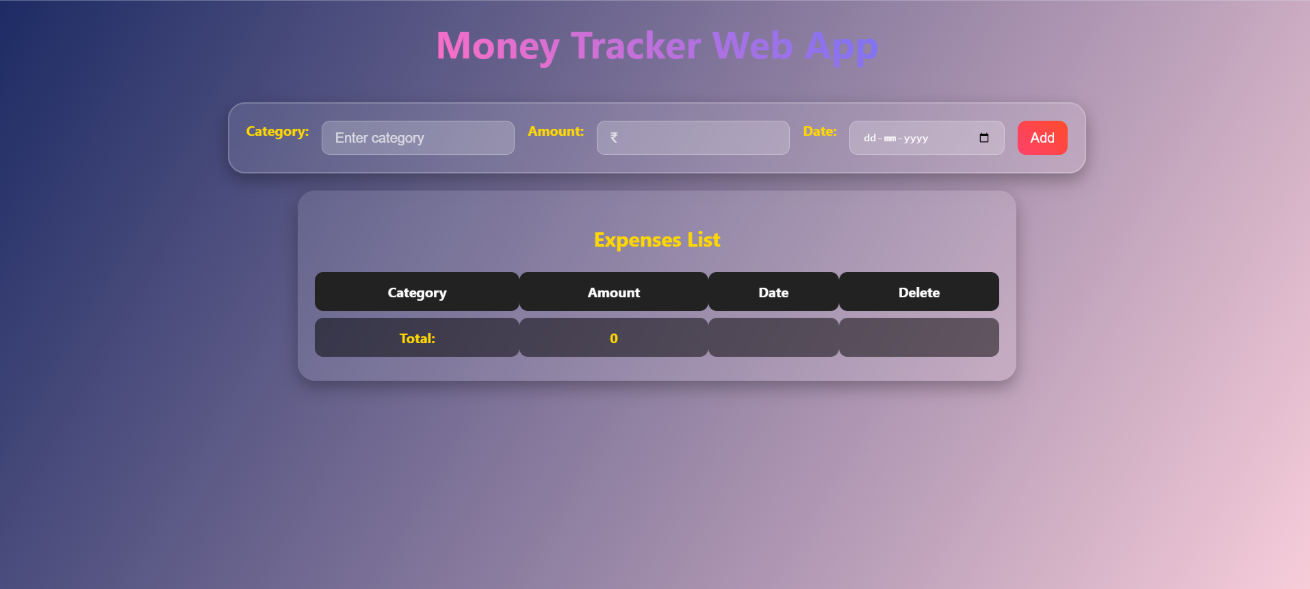 Money Tracker Web App
Category: Enter category Amount: ₹ Date: dd-mm-yyyy Add
Expenses List
Category Amount Date Delete
Total: 0